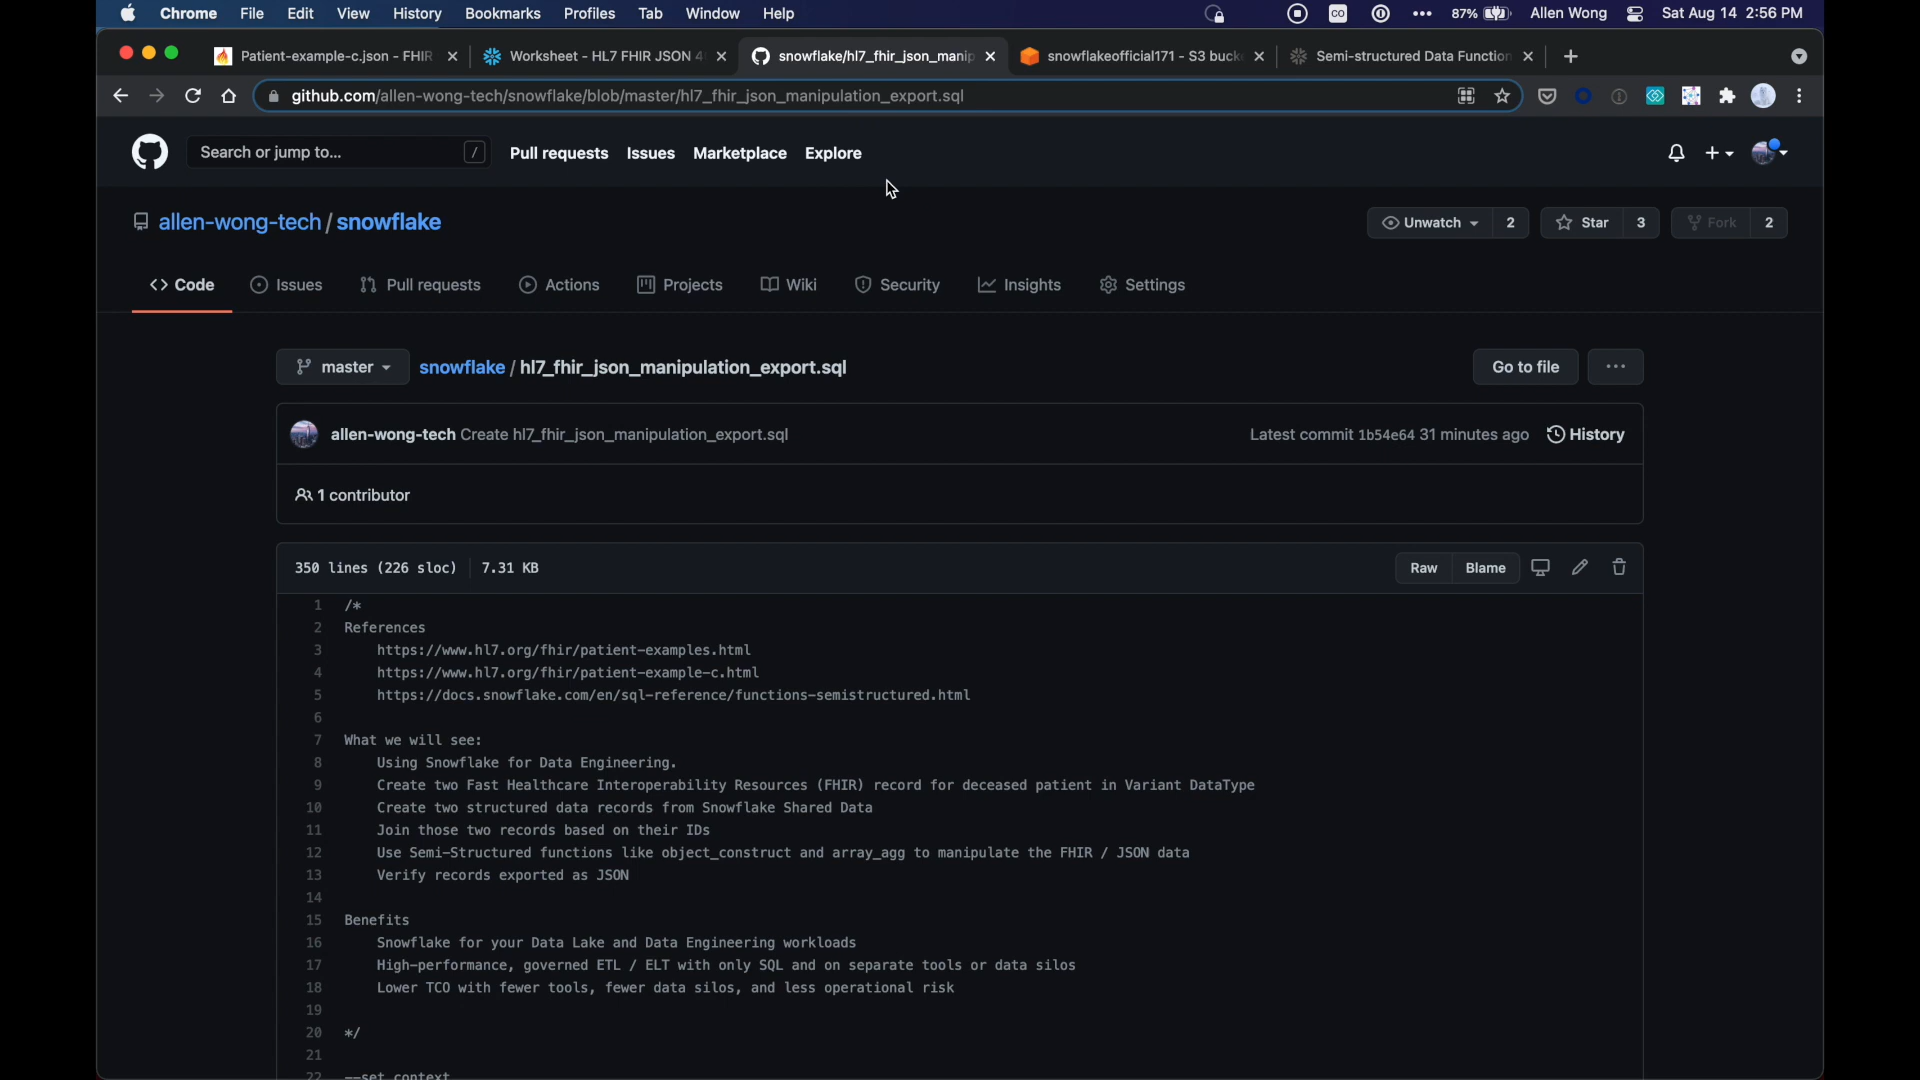 Chrome File Edit View History Bookmarks Profiles Tab Window Help 87% Allen Wong Sat Aug 14 2:56 PM
Patient-example-c.json - FHIR Worksheet - HL7 FHIR JSON snowflake/hl7_fhir_json_manip snowflakeofficial171 - S3 buck Semi-structured Data Function
github.com/allen-wong-tech/snowflake/blob/master/hl7_fhir_json_manipulation_export.sql
Search or jump to... / Pull requests Issues Marketplace Explore
allen-wong-tech / snowflake Unwatch 2 Star 3 Fork 2
<> Code Issues Pull requests Actions Projects Wiki Security Insights Settings
master snowflake / hl7_fhir_json_manipulation_export.sql Go to file ...
allen-wong-tech Create hl7_fhir_json_manipulation_export.sql Latest commit 1b54e64 31 minutes ago History
1 contributor
350 lines (226 sloc) 7.31 KB Raw Blame
1 /*
2 References
3 https://www.hl7.org/fhir/patient-examples.html
4 https://www.hl7.org/fhir/patient-example-c.html
5 https://docs.snowflake.com/en/sql-reference/functions-semistructured.html
6
7 What we will see:
8 Using Snowflake for Data Engineering.
9 Create two Fast Healthcare Interoperability Resources (FHIR) record for deceased patient in Variant DataType
10 Create two structured data records from Snowflake Shared Data
11 Join those two records based on their IDs
12 Use Semi-Structured functions like object_construct and array_agg to manipulate the FHIR / JSON data
13 Verify records exported as JSON
14
15 Benefits
16 Snowflake for your Data Lake and Data Engineering workloads
17 High-performance, governed ETL / ELT with only SQL and on separate tools or data silos
18 Lower TCO with fewer tools, fewer data silos, and less operational risk
19
20 */
21
22 --set context